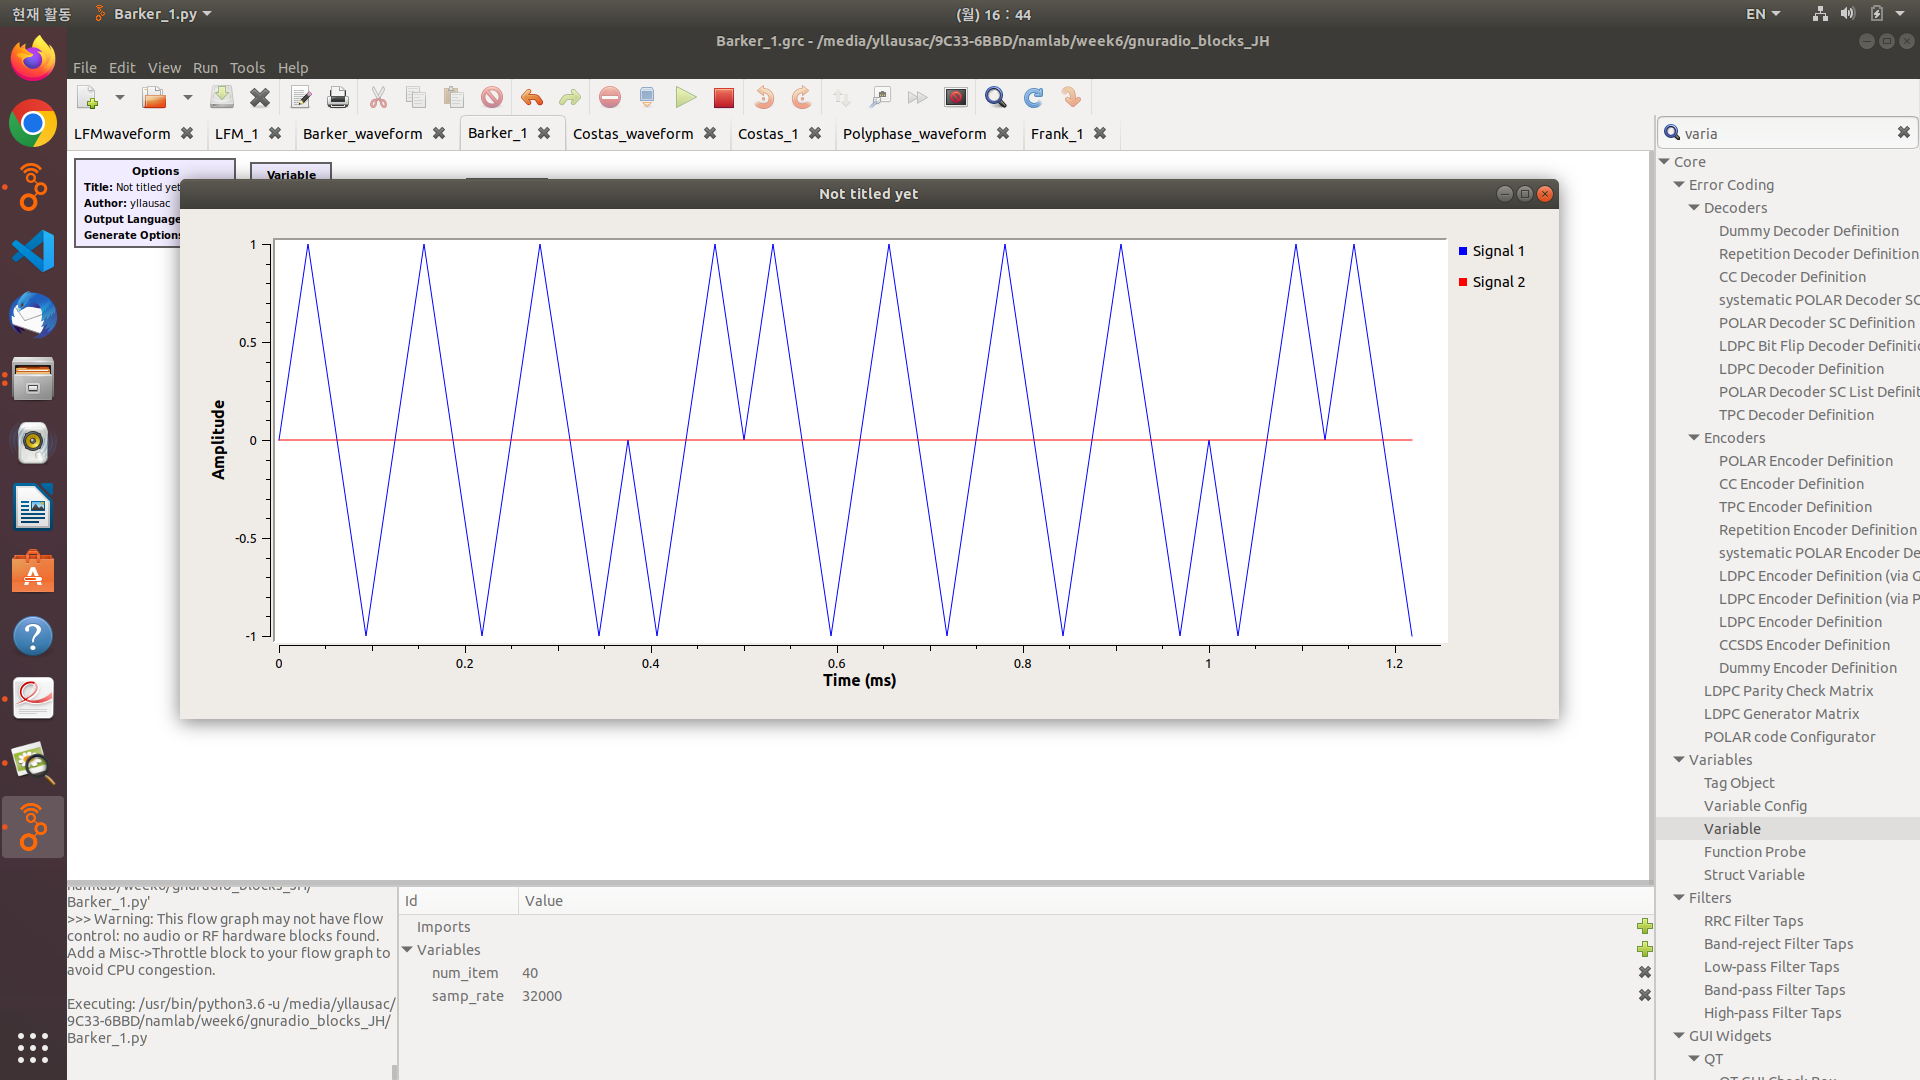 현재 활동
Barker_1.py
(월) 16 : 44
EN
Barker_1.grc - /media/yllausac/9C33-6BBD/namlab/week6/gnuradio_blocks_JH
File Edit View Run Tools Help
LFMwaveform LFM_1 Barker_waveform Barker_1 Costas_waveform Costas_1 Polyphase_waveform Frank_1
Options
Title: Not titled yet
Author: yllausac
Output Language
Generate Options
Variable
Not titled yet
Signal 1
Signal 2
Amplitude
1
0.5
0
-0.5
-1
0 0.2 0.4 0.6 0.8 1 1.2
Time (ms)
Barker_1.py'
>>> Warning: This flow graph may not have flow
control: no audio or RF hardware blocks found.
Add a Misc->Throttle block to your flow graph to
avoid CPU congestion.
Executing: /usr/bin/python3.6 -u /media/yllausac/
9C33-6BBD/namlab/week6/gnuradio_blocks_JH/
Barker_1.py
Id Value
Imports
Variables
num_item 40
samp_rate 32000
varia
Core
Error Coding
Decoders
Dummy Decoder Definition
Repetition Decoder Definition
CC Decoder Definition
systematic POLAR Decoder SC
POLAR Decoder SC Definition
LDPC Bit Flip Decoder Definitio
LDPC Decoder Definition
POLAR Decoder SC List Definit
TPC Decoder Definition
Encoders
POLAR Encoder Definition
CC Encoder Definition
TPC Encoder Definition
Repetition Encoder Definition
systematic POLAR Encoder De
LDPC Encoder Definition (via G
LDPC Encoder Definition (via P
LDPC Encoder Definition
CCSDS Encoder Definition
Dummy Encoder Definition
LDPC Parity Check Matrix
LDPC Generator Matrix
POLAR code Configurator
Variables
Tag Object
Variable Config
Variable
Function Probe
Struct Variable
Filters
RRC Filter Taps
Band-reject Filter Taps
Low-pass Filter Taps
Band-pass Filter Taps
High-pass Filter Taps
GUI Widgets
QT